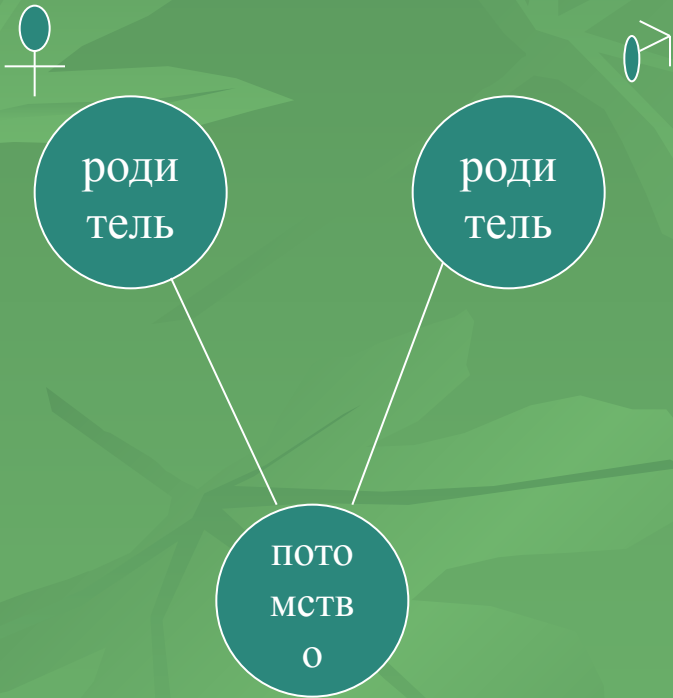 роди
тель
роди
тель
пото
мств
о